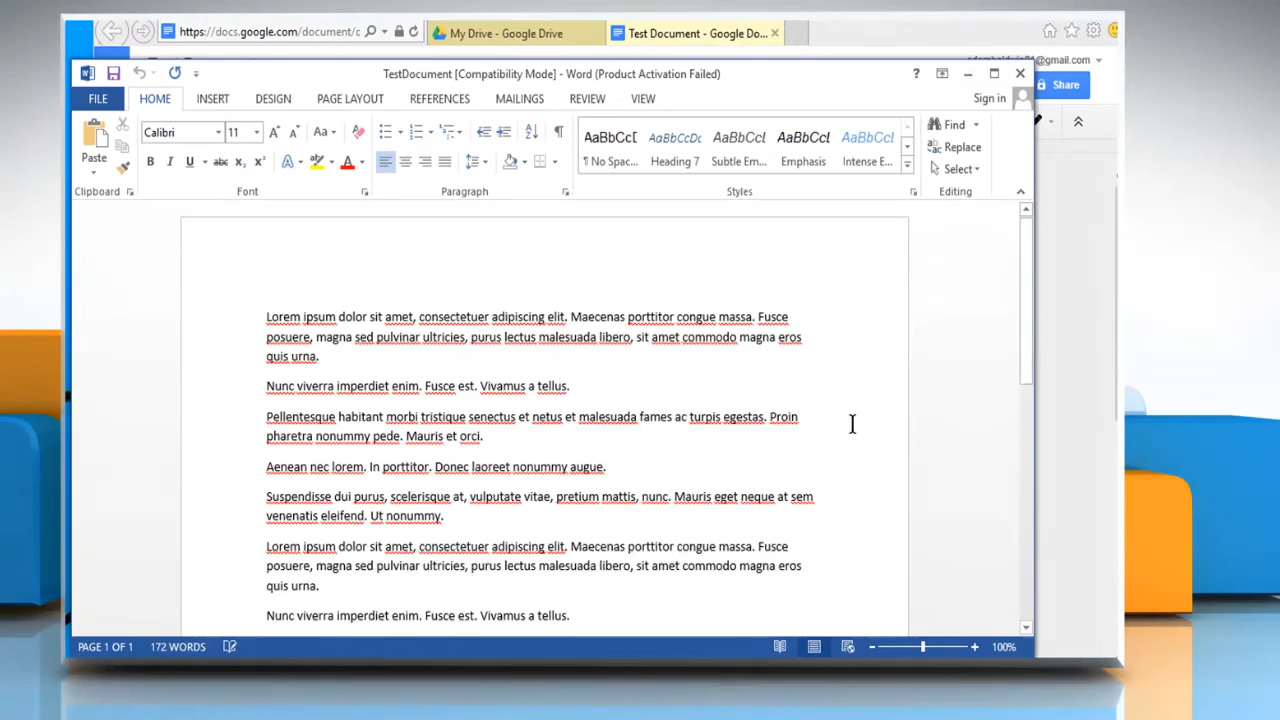 https://docs.google.com/document/c
My Drive - Google Drive
Test Document - Google Do...
@gmail.com
Share
TestDocument [Compatibility Mode] - Word (Product Activation Failed)
FILE HOME INSERT DESIGN PAGE LAYOUT REFERENCES MAILINGS REVIEW VIEW Sign in
Paste
Calibri 11
AaBbCcD AaBbCcDc AaBbCcl AaBbCcl AaBbCcl
¶ No Spac... Heading 7 Subtle Em... Emphasis Intense E...
Find
Replace
Select
Clipboard Font Paragraph Styles Editing
Lorem ipsum dolor sit amet, consectetuer adipiscing elit. Maecenas porttitor congue massa. Fusce
posuere, magna sed pulvinar ultricies, purus lectus malesuada libero, sit amet commodo magna eros
quis urna.
Nunc viverra imperdiet enim. Fusce est. Vivamus a tellus.
Pellentesque habitant morbi tristique senectus et netus et malesuada fames ac turpis egestas. Proin
pharetra nonummy pede. Mauris et orci.
Aenean nec lorem. In porttitor. Donec laoreet nonummy augue.
Suspendisse dui purus, scelerisque at, vulputate vitae, pretium mattis, nunc. Mauris eget neque at sem
venenatis eleifend. Ut nonummy.
Lorem ipsum dolor sit amet, consectetuer adipiscing elit. Maecenas porttitor congue massa. Fusce
posuere, magna sed pulvinar ultricies, purus lectus malesuada libero, sit amet commodo magna eros
quis urna.
Nunc viverra imperdiet enim. Fusce est. Vivamus a tellus.
PAGE 1 OF 1 172 WORDS 100%